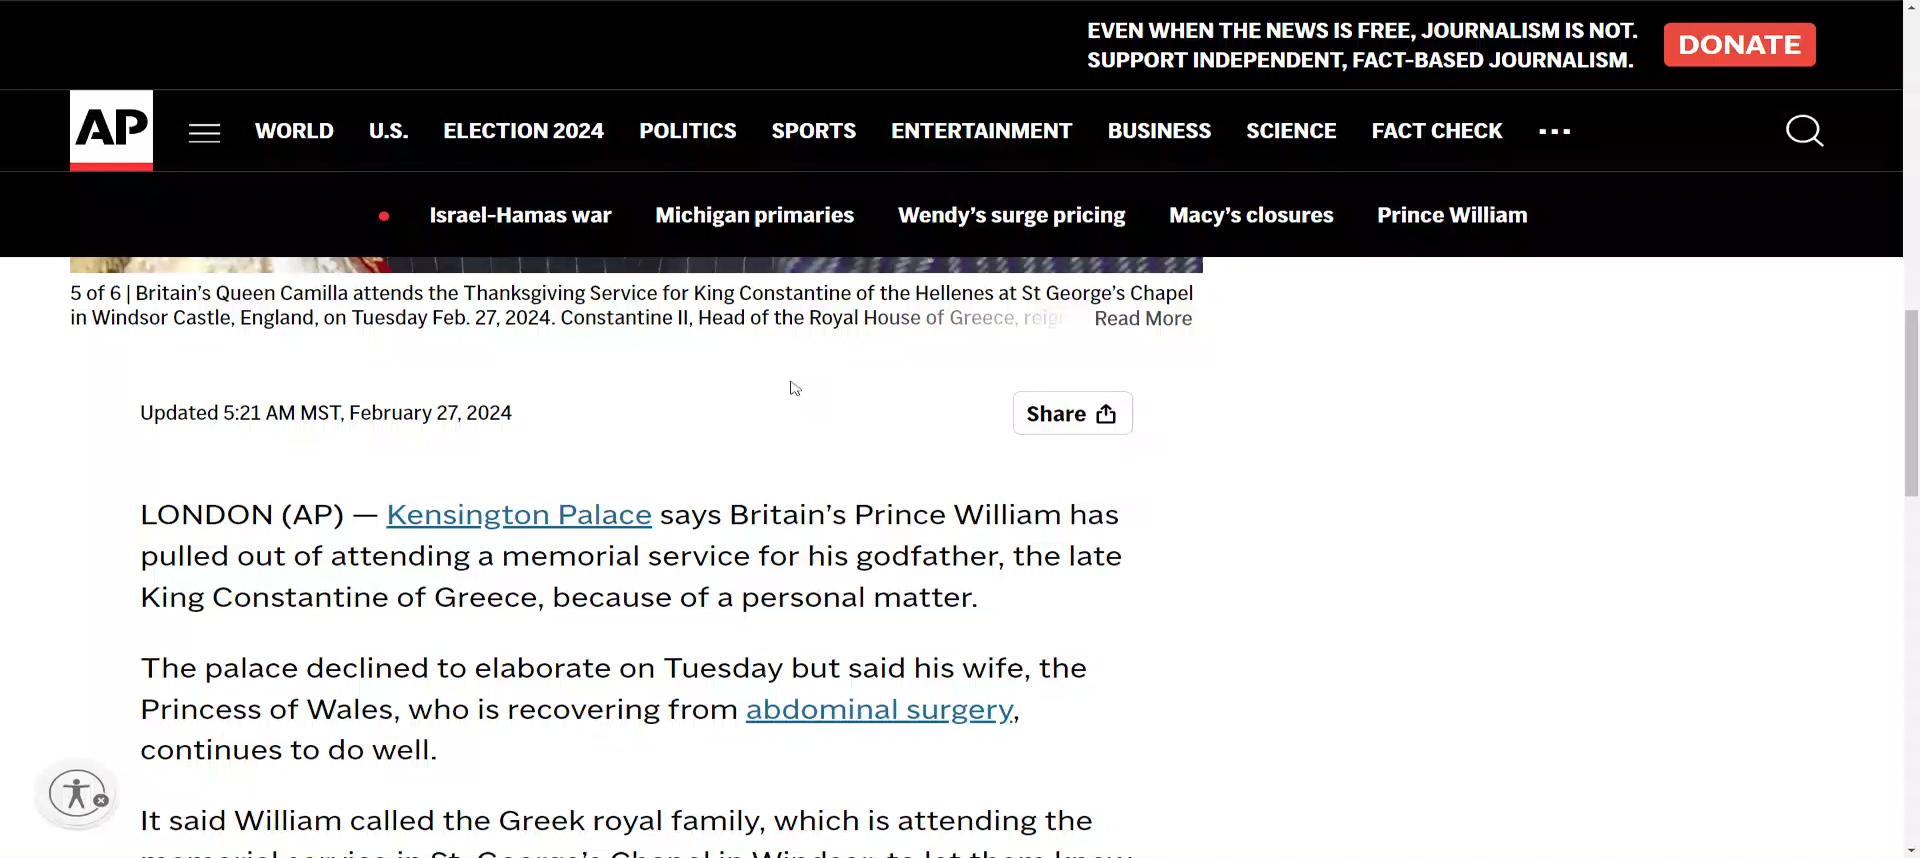 EVEN WHEN THE NEWS IS FREE, JOURNALISM IS NOT.
SUPPORT INDEPENDENT, FACT-BASED JOURNALISM.
DONATE
AP
WORLD U.S. ELECTION 2024 POLITICS SPORTS ENTERTAINMENT BUSINESS SCIENCE FACT CHECK
Israel-Hamas war Michigan primaries Wendy’s surge pricing Macy’s closures Prince William
5 of 6 | Britain’s Queen Camilla attends the Thanksgiving Service for King Constantine of the Hellenes at St George’s Chapel
in Windsor Castle, England, on Tuesday Feb. 27, 2024. Constantine II, Head of the Royal House of Greece, Read More
Updated 5:21 AM MST, February 27, 2024
Share
LONDON (AP) — Kensington Palace says Britain’s Prince William has
pulled out of attending a memorial service for his godfather, the late
King Constantine of Greece, because of a personal matter.
The palace declined to elaborate on Tuesday but said his wife, the
Princess of Wales, who is recovering from abdominal surgery,
continues to do well.
It said William called the Greek royal family, which is attending the
memorial service in St. George’s Chapel in Windsor, to let them know